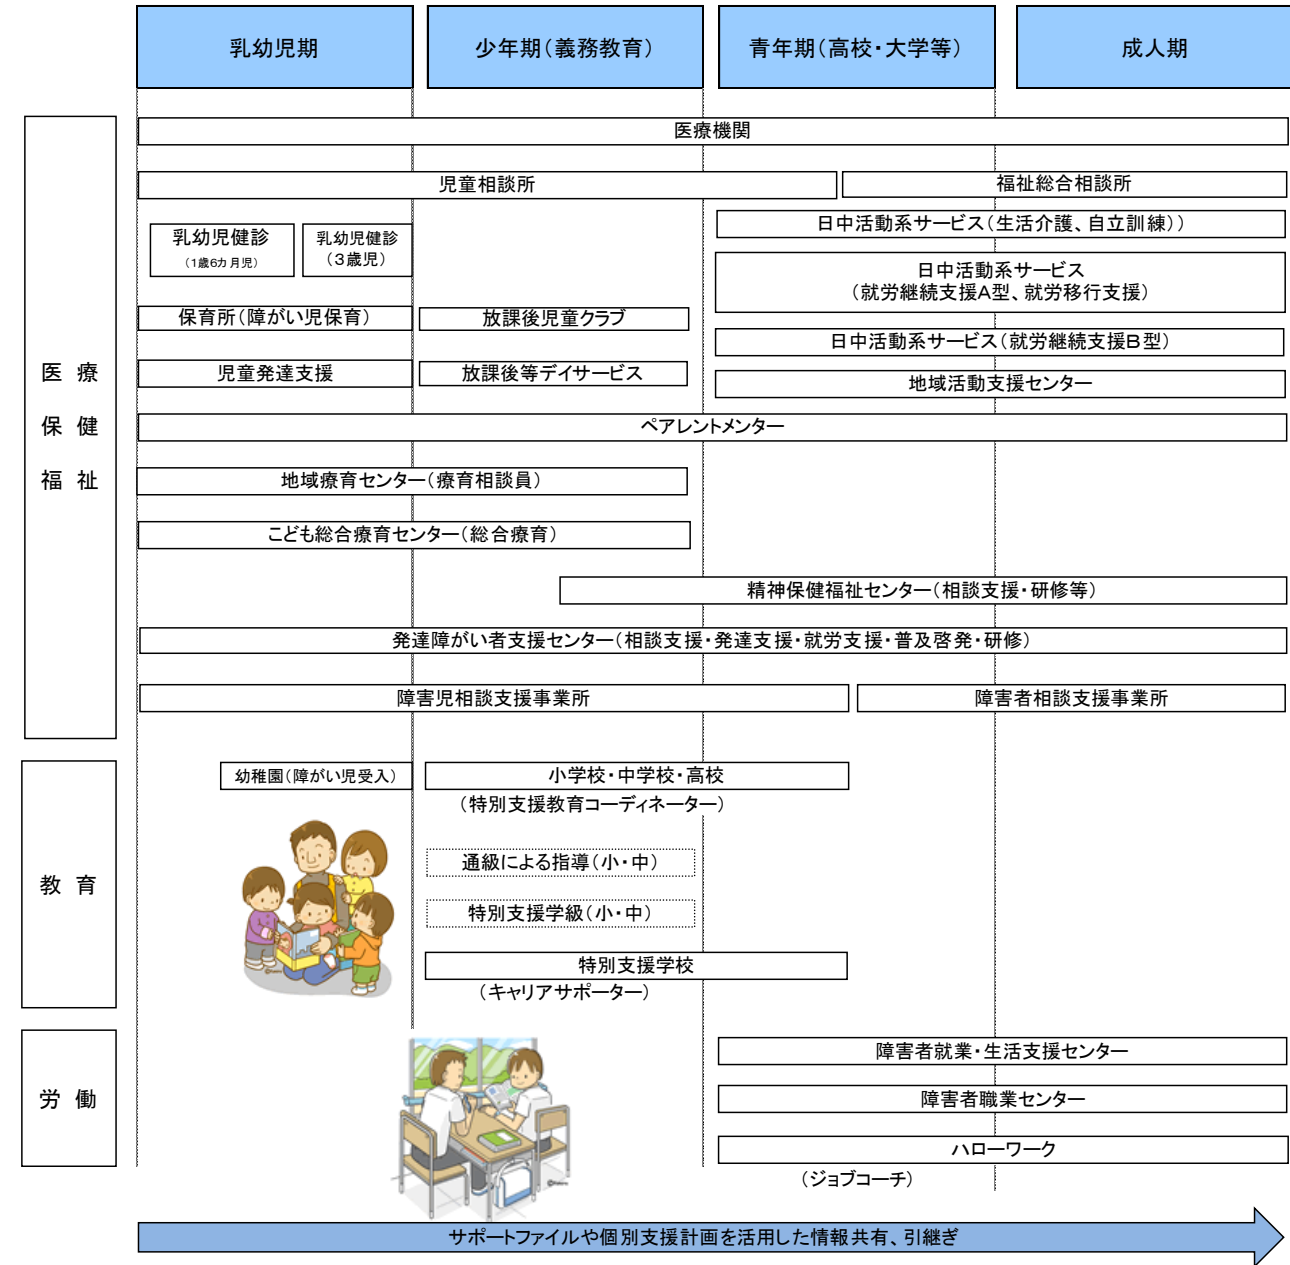 乳幼児期
少年期(義務教育)
青年期(高校・大学等)
成人期
医療
保健
福祉
医療機関
児童相談所
福祉総合相談所
乳幼児健診
(1歳6カ月児)
乳幼児健診
(3歳児)
日中活動系サービス(生活介護、自立訓練))
日中活動系サービス
(就労継続支援A型、就労移行支援)
保育所(障がい児保育)
放課後児童クラブ
日中活動系サービス(就労継続支援B型)
児童発達支援
放課後等デイサービス
地域活動支援センター
ペアレントメンター
地域療育センター(療育相談員)
こども総合療育センター(総合療育)
精神保健福祉センター(相談支援・研修等)
発達障がい者支援センター(相談支援・発達支援・就労支援・普及啓発・研修)
障害児相談支援事業所
障害者相談支援事業所
教育
幼稚園(障がい児受入)
小学校・中学校・高校
(特別支援教育コーディネーター)
通級による指導(小・中)
特別支援学級(小・中)
特別支援学校
(キャリアサポーター)
労働
障害者就業・生活支援センター
障害者職業センター
ハローワーク
(ジョブコーチ)
サポートファイルや個別支援計画を活用した情報共有、引継ぎ